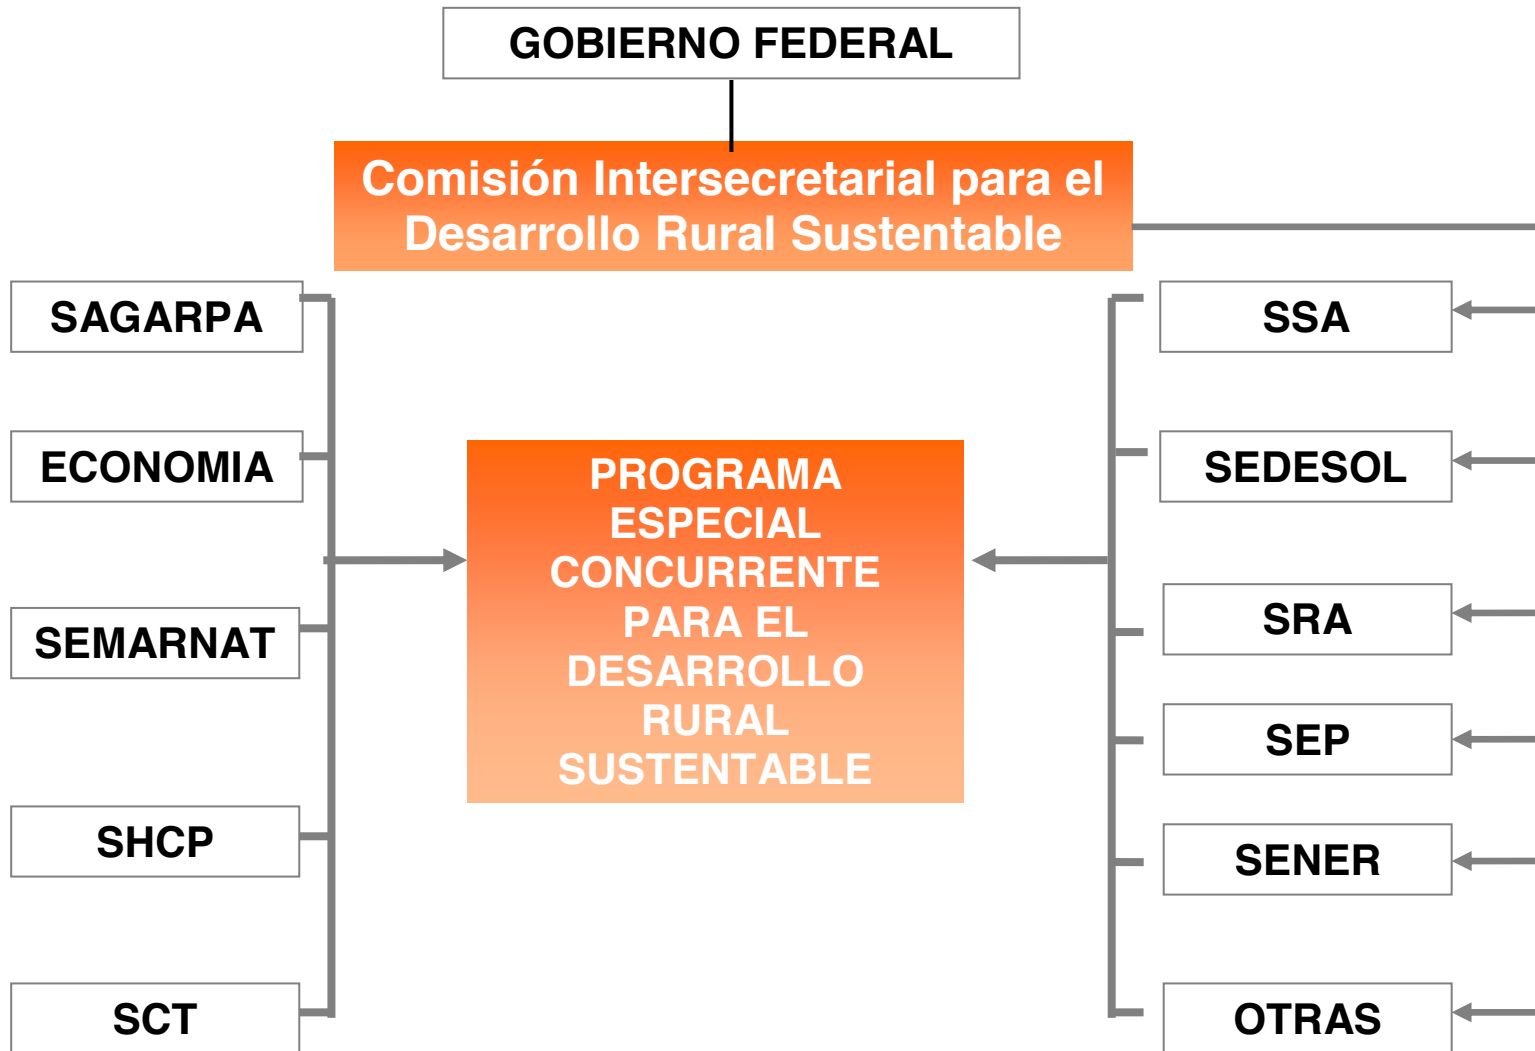 GOBIERNO FEDERAL
Comisión Intersecretarial para el
Desarrollo Rural Sustentable
SAGARPA
ECONOMIA
SEMARNAT
SHCP
SCT
PROGRAMA
ESPECIAL
CONCURRENTE
PARA EL
DESARROLLO
RURAL
SUSTENTABLE
SSA
SEDESOL
SRA
SEP
SENER
OTRAS